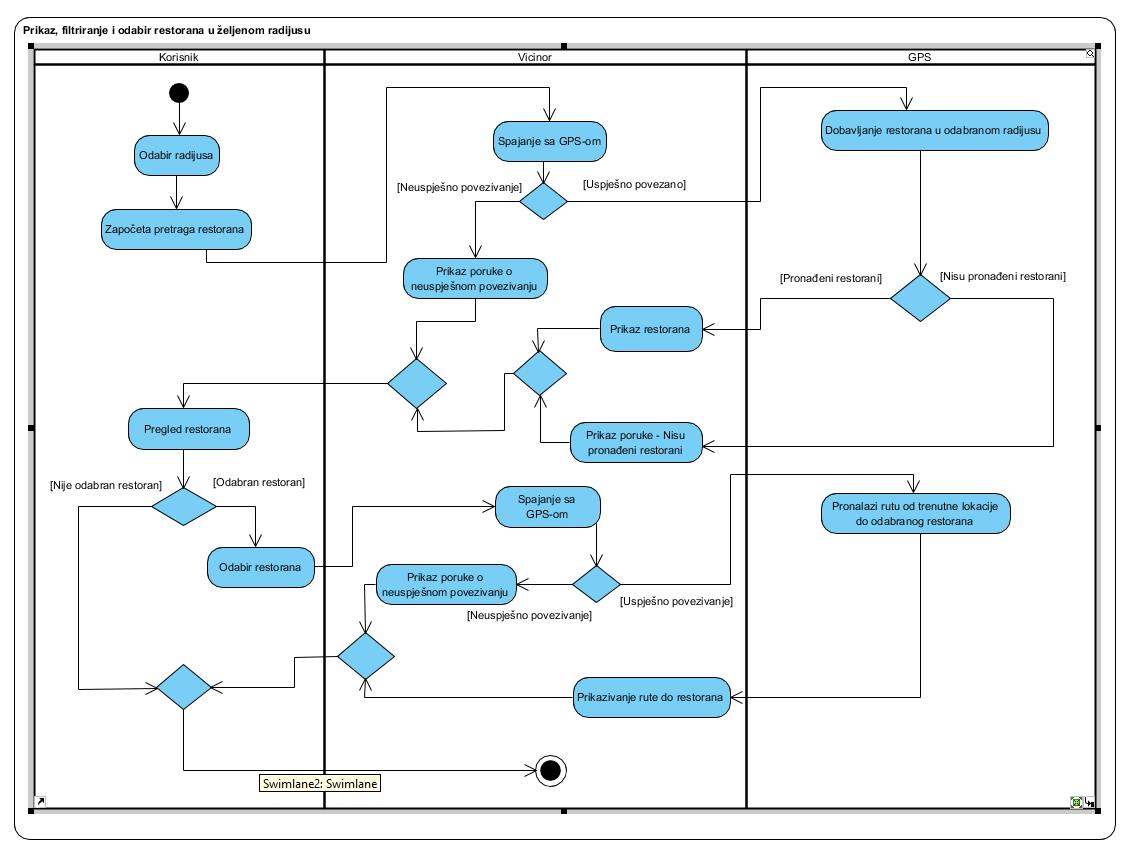 Prikaz, filtriranje i odabir restorana u željenom radijusu
Korisnik
Vicinor
GPS
Odabir radijusa
Započeta pretraga restorana
Spajanje sa GPS-om
[Neuspješno povezivanje]
[Uspješno povezano]
Dobavljanje restorana u odabranom radijusu
Prikaz poruke o
neuspješnom povezivanju
[Pronađeni restorani]
[Nisu pronađeni restorani]
Prikaz restorana
Pregled restorana
Prikaz poruke - Nisu
pronađeni restorani
[Nije odabran restoran]
[Odabran restoran]
Spajanje sa
GPS-om
Pronalazi rutu od trenutne lokacije
do odabranog restorana
Odabir restorana
Prikaz poruke o
neuspješnom povezivanju
[Neuspješno povezivanje]
[Uspješno povezivanje]
Prikazivanje rute do restorana
Swimlane2: Swimlane